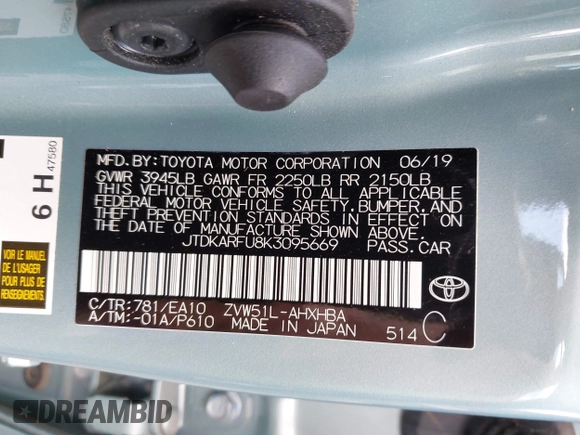 MFD. BY: TOYOTA MOTOR CORPORATION 06/19
GVWR 3945LB GAWR FR 2250LB RR 2150LB
THIS VEHICLE CONFORMS TO ALL APPLICABLE
FEDERAL MOTOR VEHICLE SAFETY, BUMPER, AND
THEFT PREVENTION STANDARDS IN EFFECT ON
THE DATE OF MANUFACTURE SHOWN ABOVE.
JTDKARFU8K3095669 PASS. CAR
C/TR: 781/EA10 ZVW51L-AHXHBA
A/TM: -01A/P610 MADE IN JAPAN
514 C
TOYOTA
6 H
47580
VOIR LE MANUEL
DE L'USAGER
POUR PLUS DE
RENSEIGNEMENTS
DREAMBID